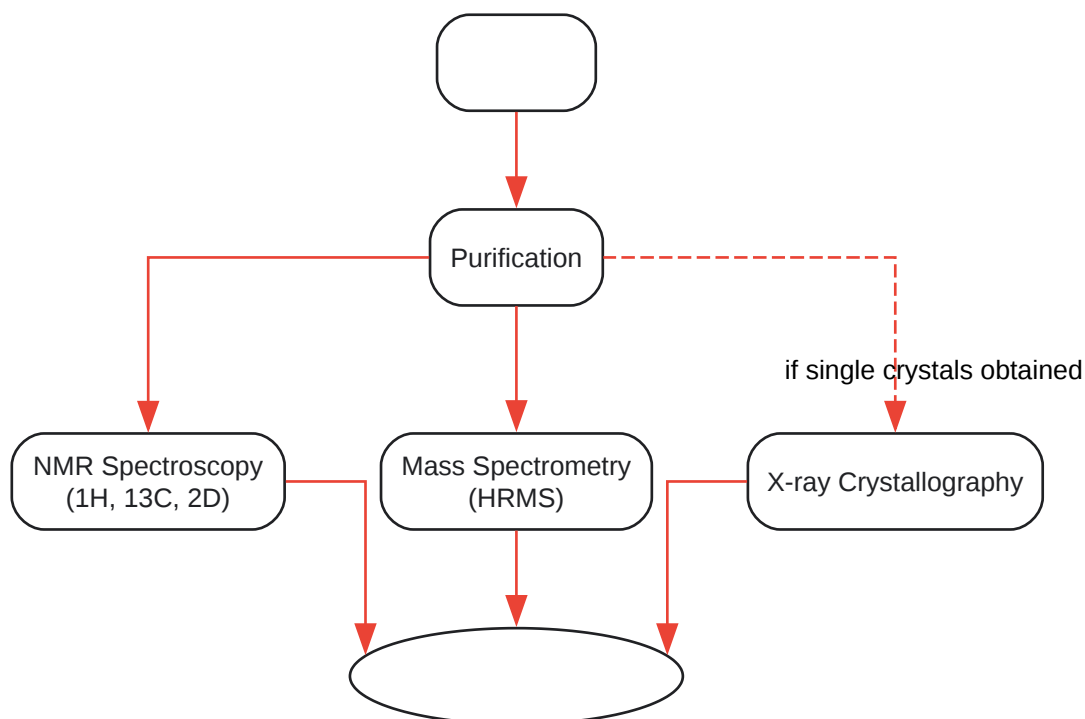 Purification
if single crystals obtained
NMR Spectroscopy
(1H, 13C, 2D)
Mass Spectrometry
(HRMS)
X-ray Crystallography